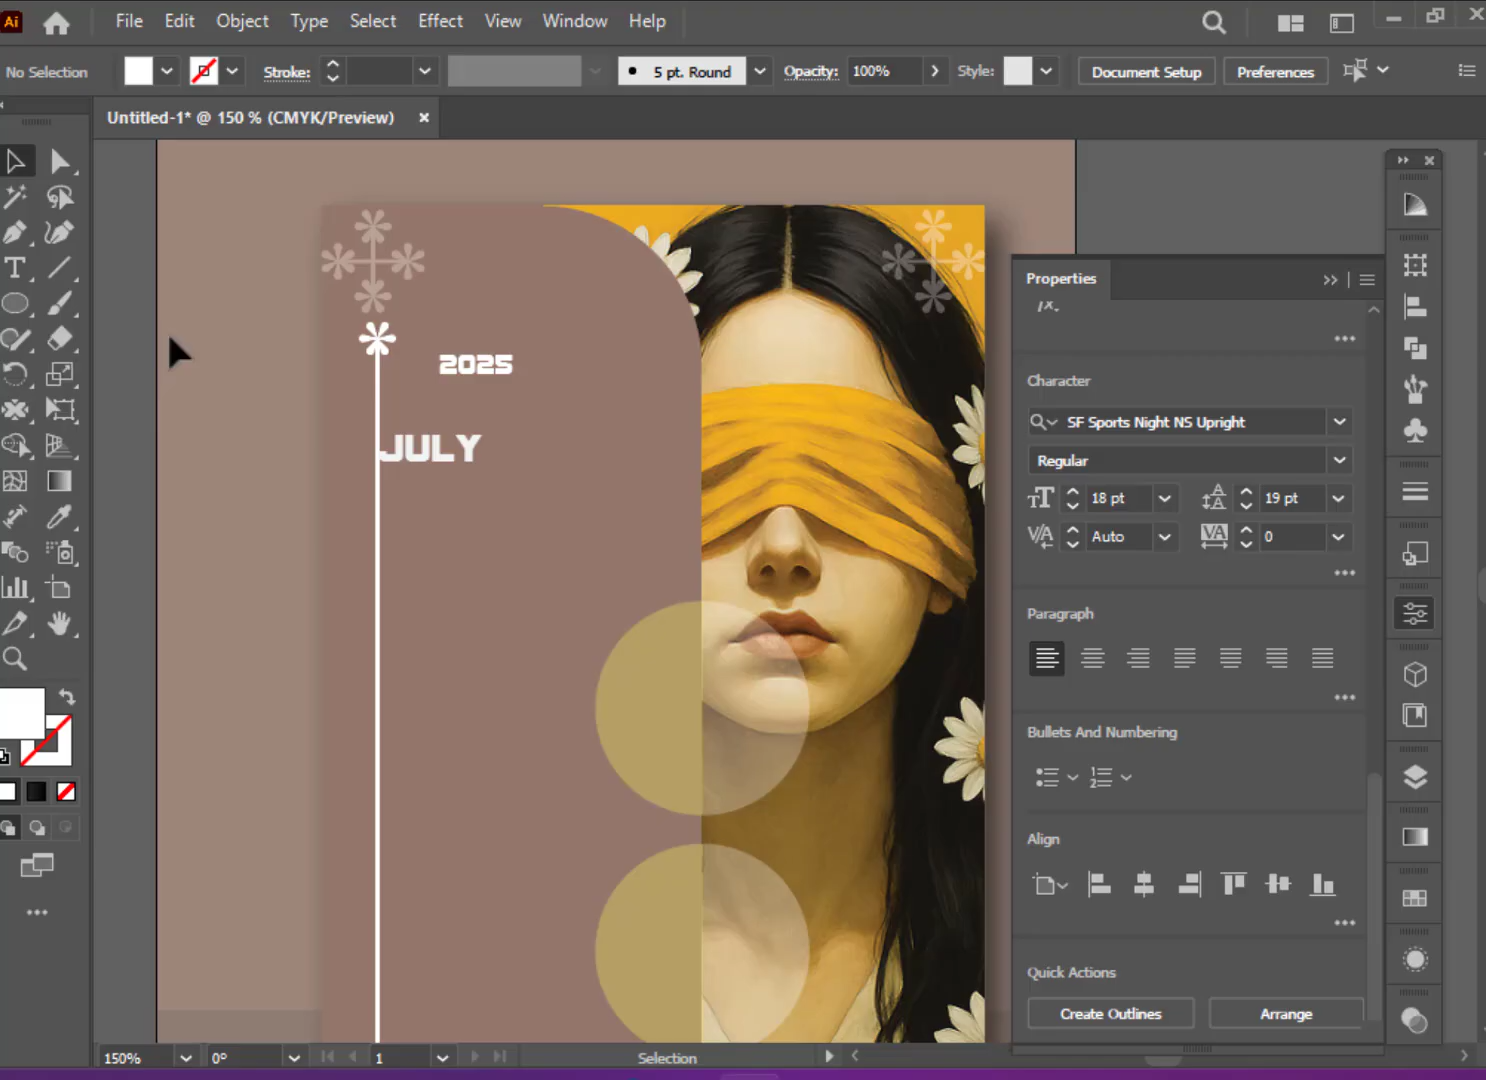 Ai
File Edit Object Type Select Effect View Window Help
No Selection Stroke: 5 pt. Round Opacity: 100% Style: Document Setup Preferences
Untitled-1* @ 150 % (CMYK/Preview) ×
2025
JULY
Properties
Character
SF Sports Night NS Upright
Regular
18 pt 19 pt
Auto 0
Paragraph
Bullets And Numbering
Align
Quick Actions
Create Outlines Arrange
150% 0° 1 Selection